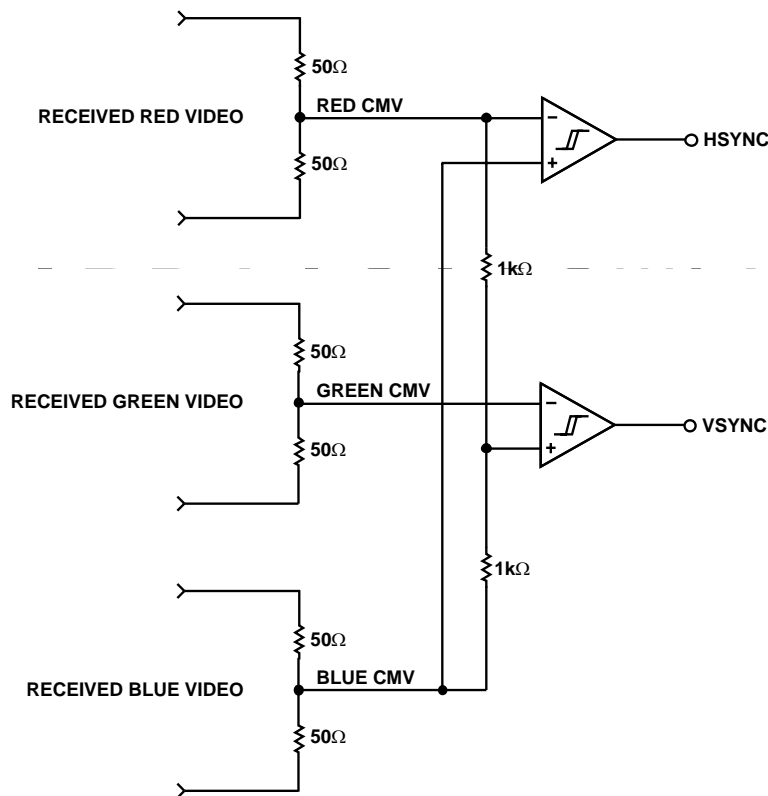 50Ω
RED CMV
RECEIVED RED VIDEO
−
HSYNC
50Ω
+
1kΩ
50Ω
GREEN CMV
RECEIVED GREEN VIDEO
−
VSYNC
50Ω
+
1kΩ
50Ω
BLUE CMV
RECEIVED BLUE VIDEO
50Ω